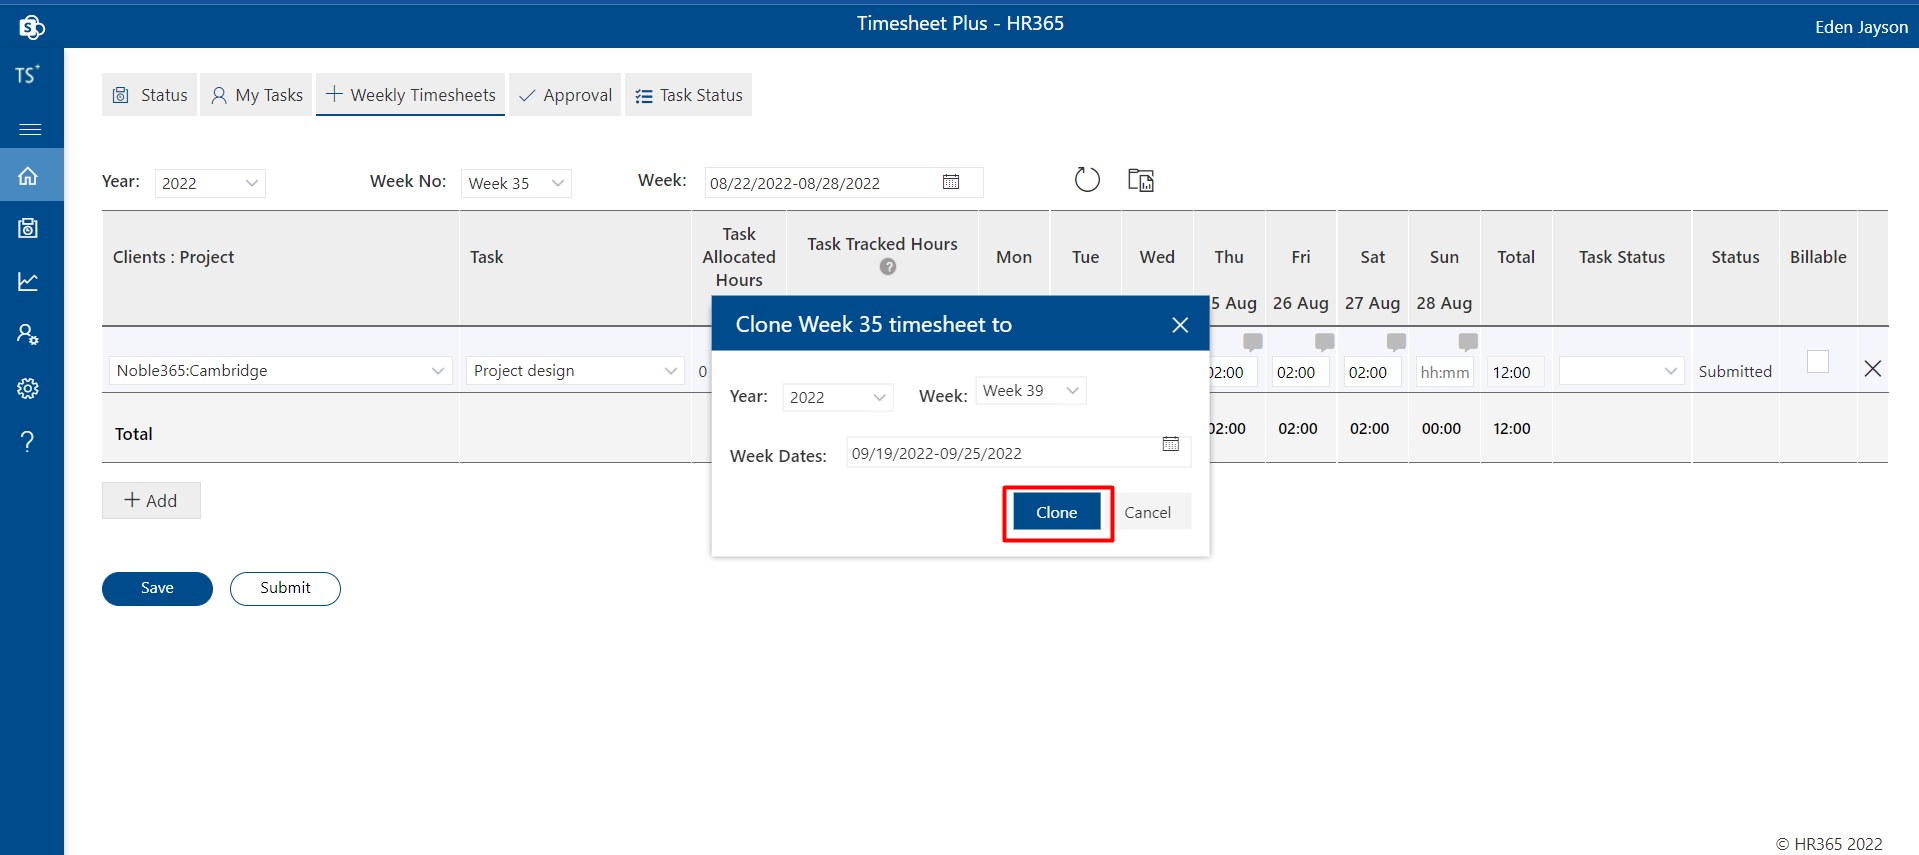 Timesheet Plus - HR365
Eden Jayson
TS+
Status
My Tasks
Weekly Timesheets
Approval
Task Status
Year:
2022
Week No:
Week 35
Week:
08/22/2022-08/28/2022
Clients : Project
Task
Task
Allocated
Hours
Task Tracked Hours
?
Mon
Tue
Wed
Thu
Fri
Sat
Sun
Total
Task Status
Status
Billable
5 Aug
26 Aug
27 Aug
28 Aug
Clone Week 35 timesheet to
Noble365:Cambridge
Project design
0
02:00
02:00
02:00
hh:mm
12:00
Submitted
Year:
2022
Week:
Week 39
Total
02:00
02:00
02:00
00:00
12:00
Week Dates:
09/19/2022-09/25/2022
Add
Clone
Cancel
Save
Submit
© HR365 2022